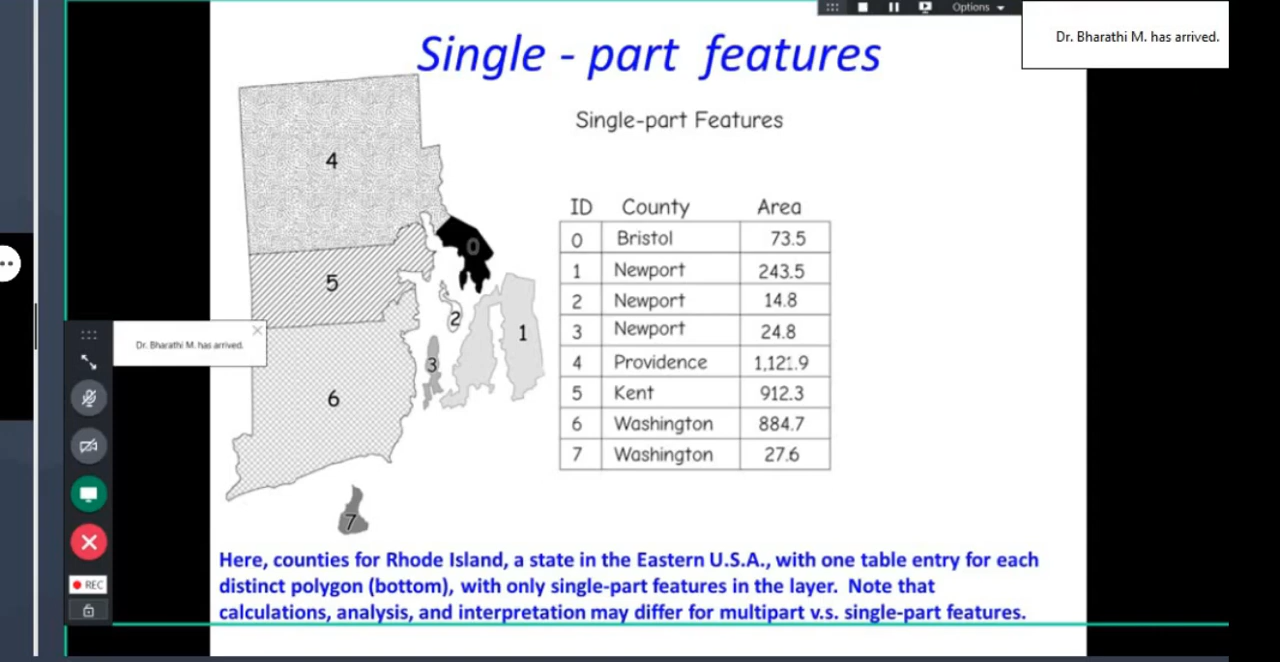 Options
Dr. Bharathi M. has arrived.
Single - part features
Single-part Features
4
0
5
2
1
3
6
7
ID County Area
0 Bristol 73.5
1 Newport 243.5
2 Newport 14.8
3 Newport 24.8
4 Providence 1,121.9
5 Kent 912.3
6 Washington 884.7
7 Washington 27.6
Dr. Bharathi M. has arrived.
REC
Here, counties for Rhode Island, a state in the Eastern U.S.A., with one table entry for each
distinct polygon (bottom), with only single-part features in the layer. Note that
calculations, analysis, and interpretation may differ for multipart v.s. single-part features.